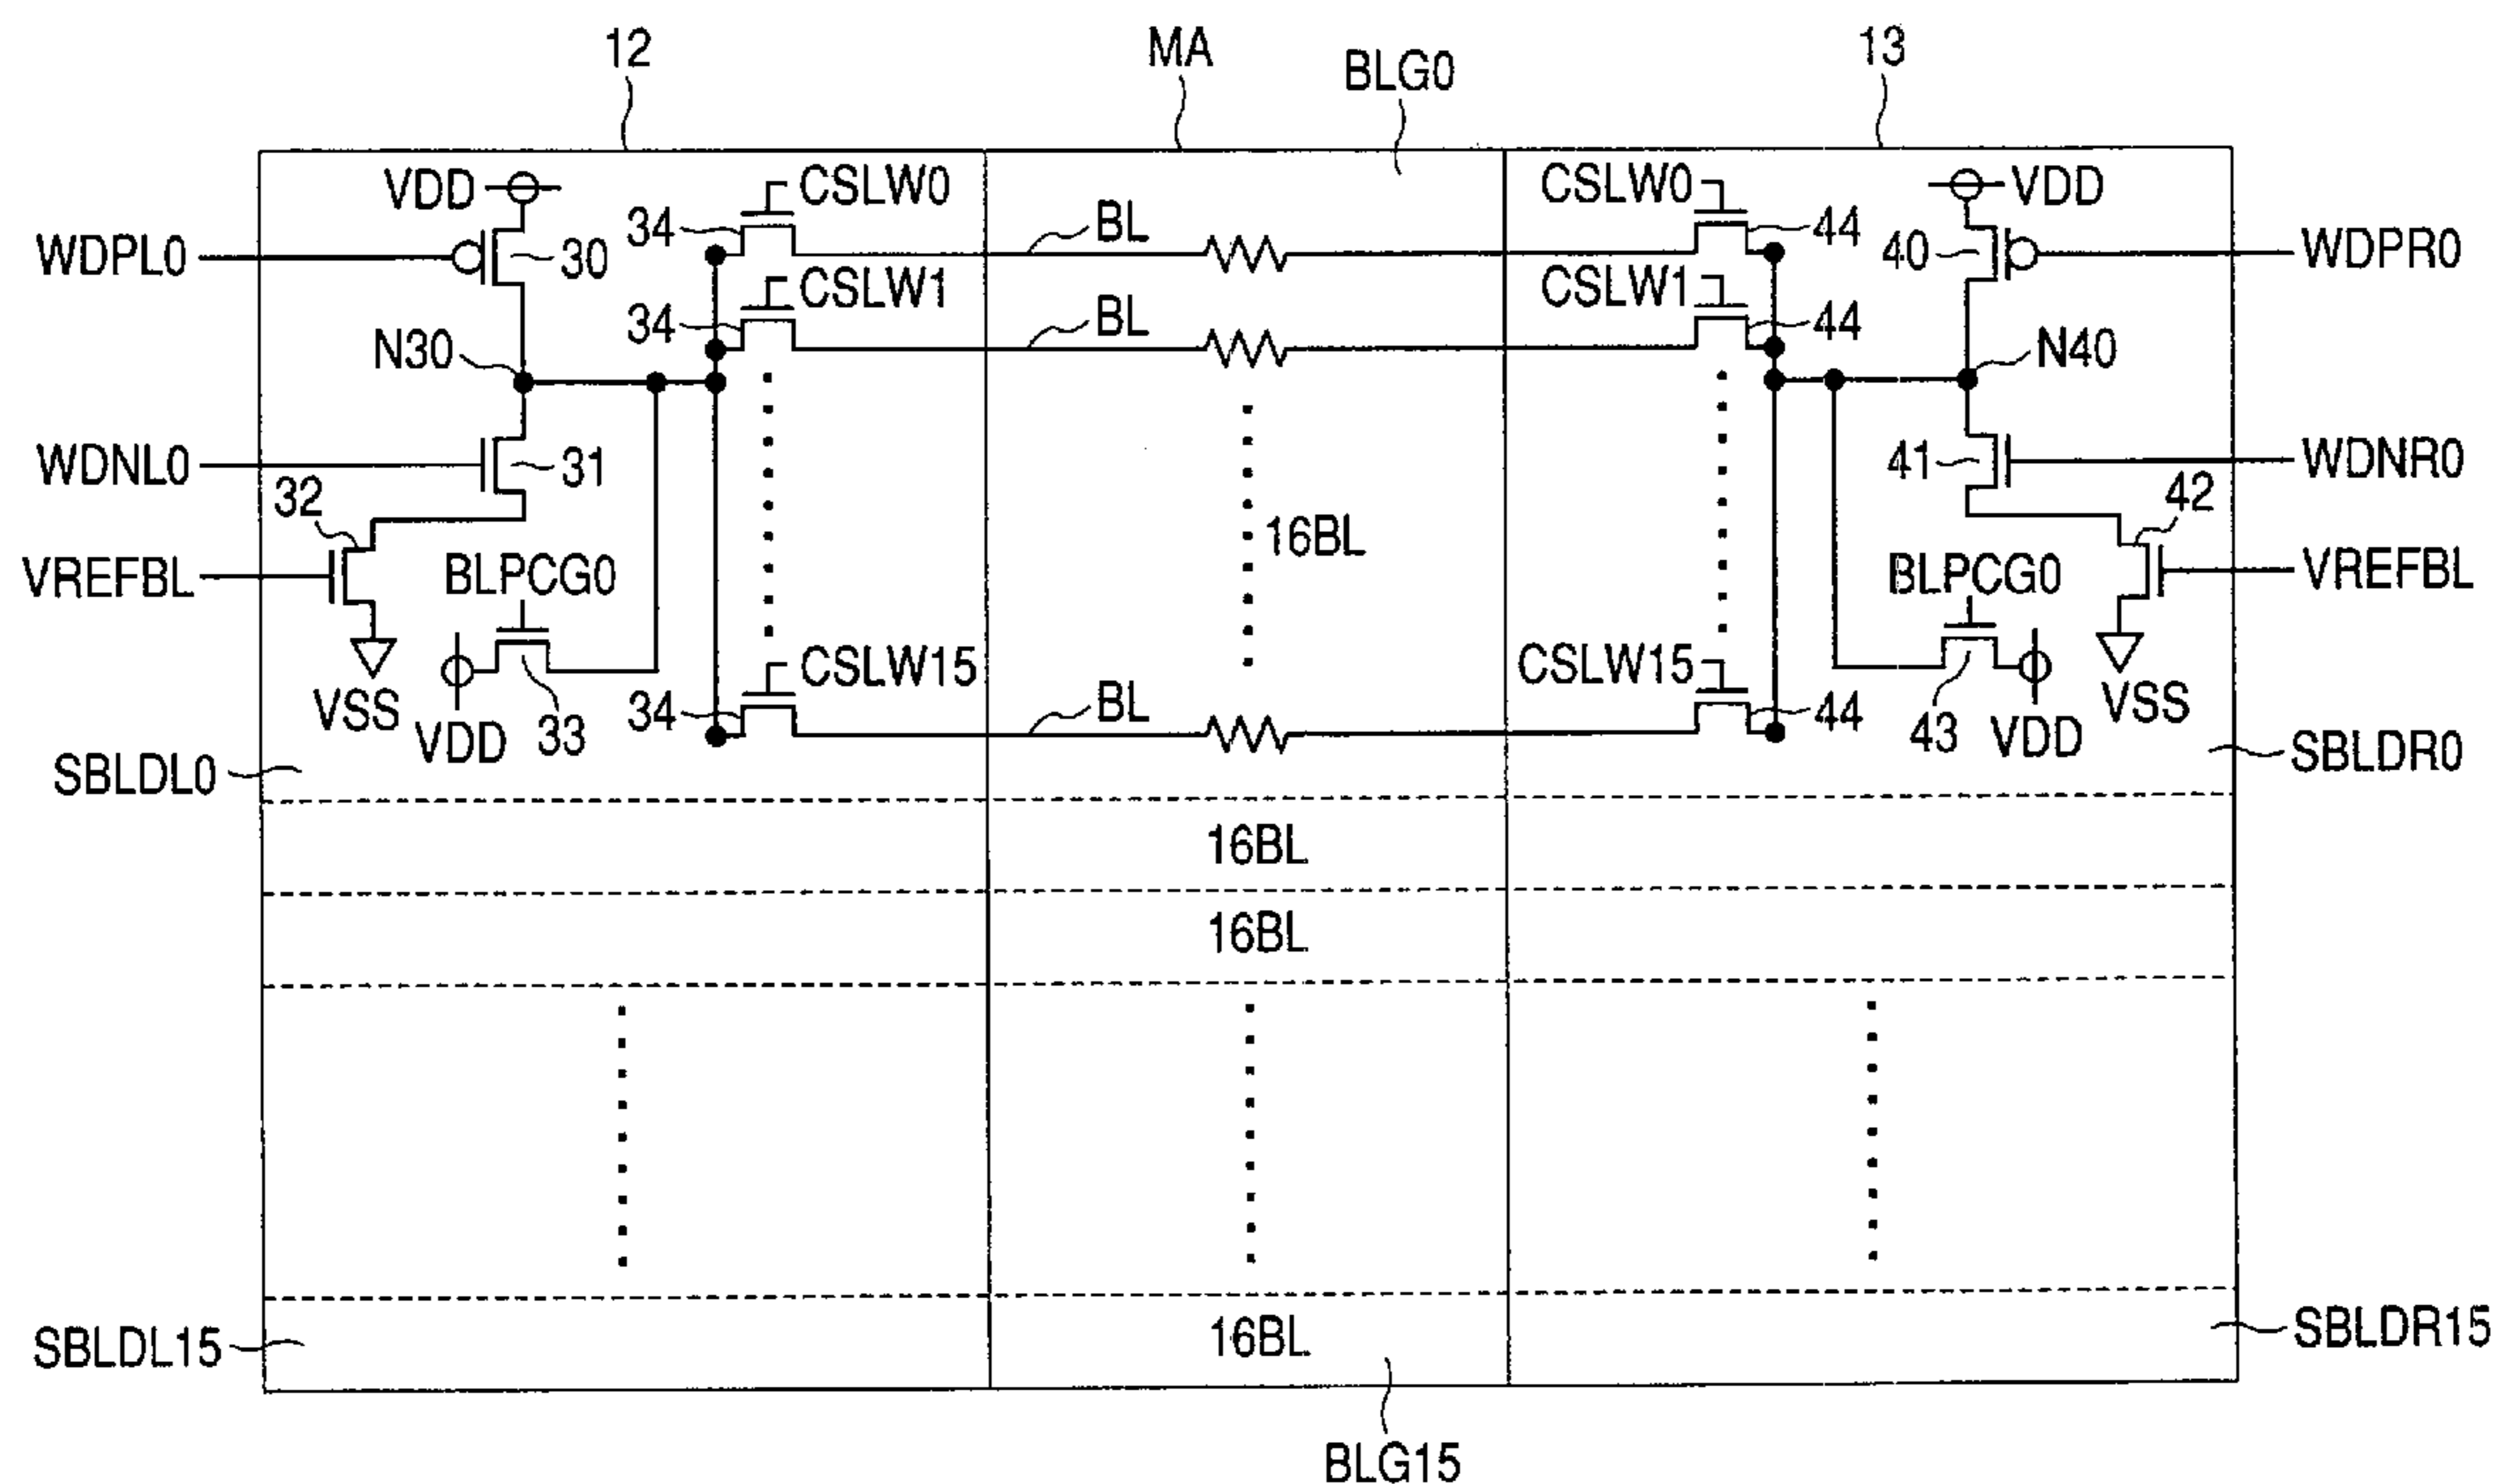 12
MA
BLG0
13
VDD
CSLW0
CSLW0
VDD
34
BL
44
WDPL0
30
40
WDPR0
CSLW1
CSLW1
34
BL
44
N30
N40
WDNL0
31
41
WDNR0
32
42
16BL
VREFBL
BLPCG0
BLPCG0
VREFBL
CSLW15
CSLW15
VSS
34
BL
44
VSS
VDD
33
43
VDD
SBLDL0
SBLDR0
16BL
16BL
SBLDL15
16BL
SBLDR15
BLG15